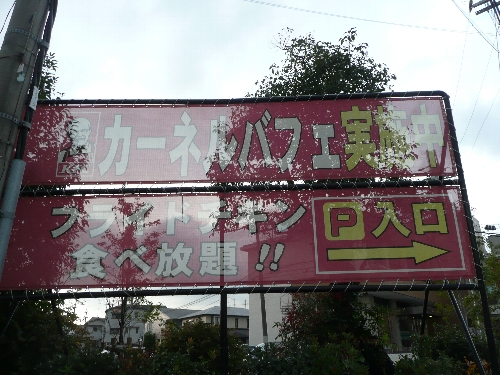 カーネルバフェ実施中
フライドチキン
食べ放題!!
P入口